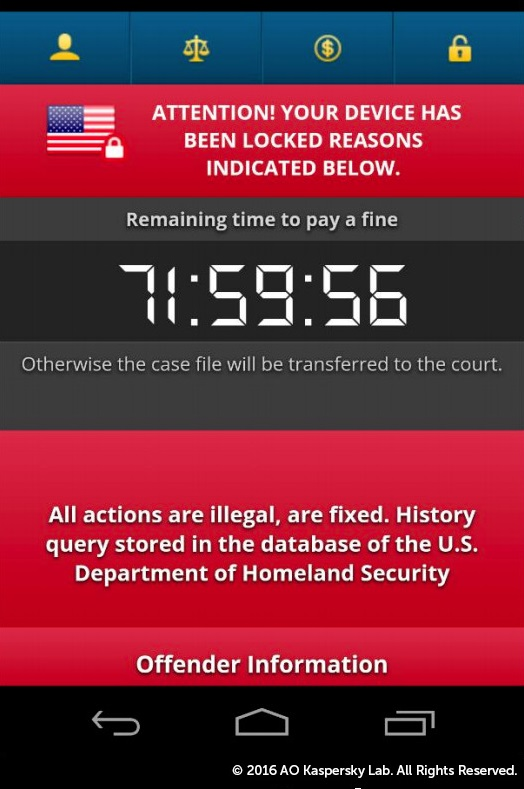 ATTENTION! YOUR DEVICE HAS
BEEN LOCKED REASONS
INDICATED BELOW.
Remaining time to pay a fine
71:59:56
Otherwise the case file will be transferred to the court.
All actions are illegal, are fixed. History
query stored in the database of the U.S.
Department of Homeland Security
Offender Information
© 2016 AO Kaspersky Lab. All Rights Reserved.